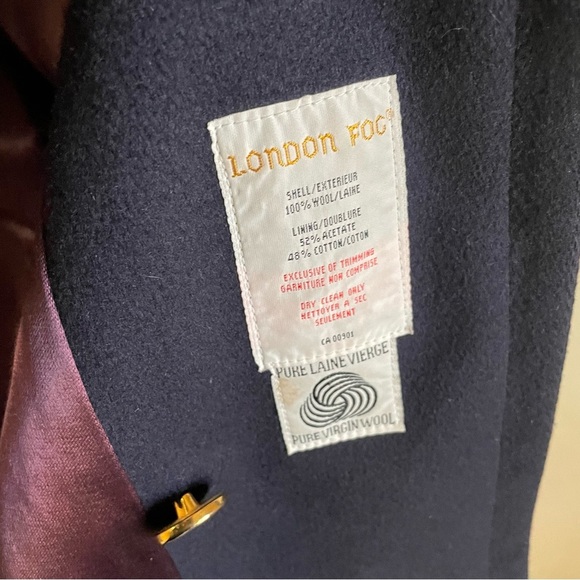 LONDON FOG
SHELL/EXTERIEUR
100% WOOL/LAINE
LINING/DOUBLURE
52% ACETATE
48% COTTON/COTON
EXCLUSIVE OF TRIMMING
GARNITURE NON COMPRISE
DRY CLEAN ONLY
NETTOYER A SEC
SEULEMENT
CA 00901
PURE LAINE VIERGE
PURE VIRGIN WOOL